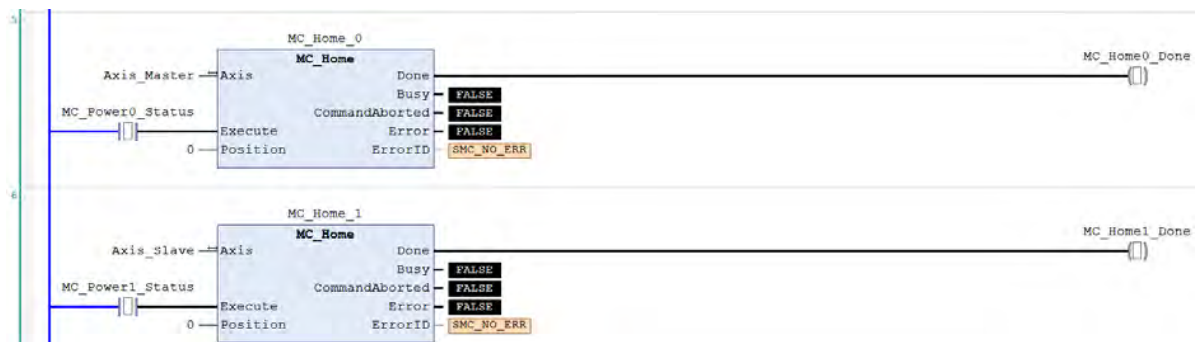 5
MC_Home_0
MC_Home
Axis_Master Axis Done MC_Home0_Done
Busy FALSE
MC_Power0_Status CommandAborted FALSE
Execute Error FALSE
0 Position ErrorID SMC_NO_ERR
6
MC_Home_1
MC_Home
Axis_Slave Axis Done MC_Home1_Done
Busy FALSE
MC_Power1_Status CommandAborted FALSE
Execute Error FALSE
0 Position ErrorID SMC_NO_ERR